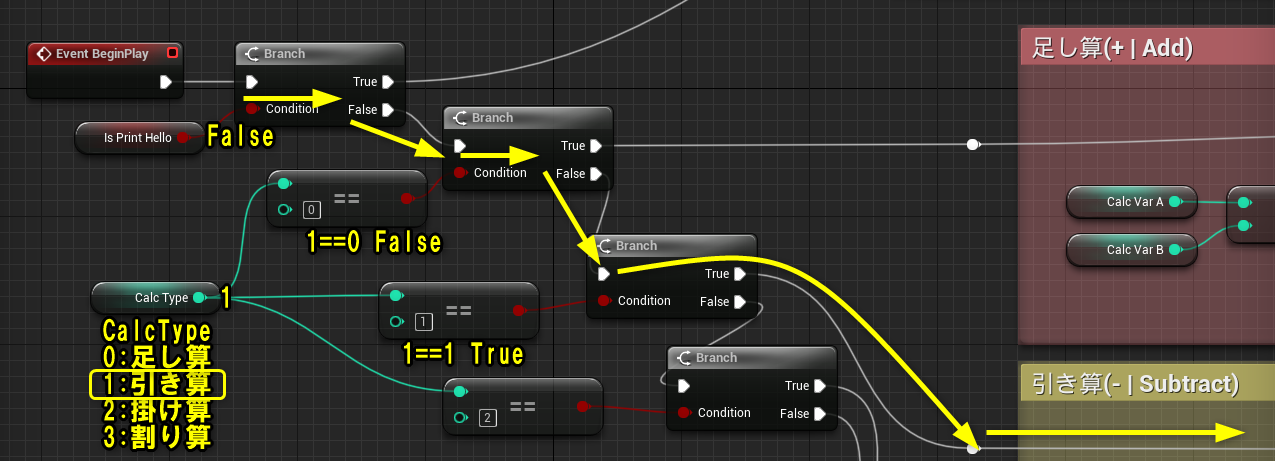 Event BeginPlay
Branch
True
False
Condition
Is Print Hello
False
Branch
True
False
Condition
==
0
1==0 False
Branch
True
False
Condition
Calc Type
1
==
1
1==1 True
CalcType
0:足し算
1:引き算
2:掛け算
3:割り算
==
2
Branch
True
False
Condition
足し算(+ | Add)
Calc Var A
Calc Var B
引き算(- | Subtract)